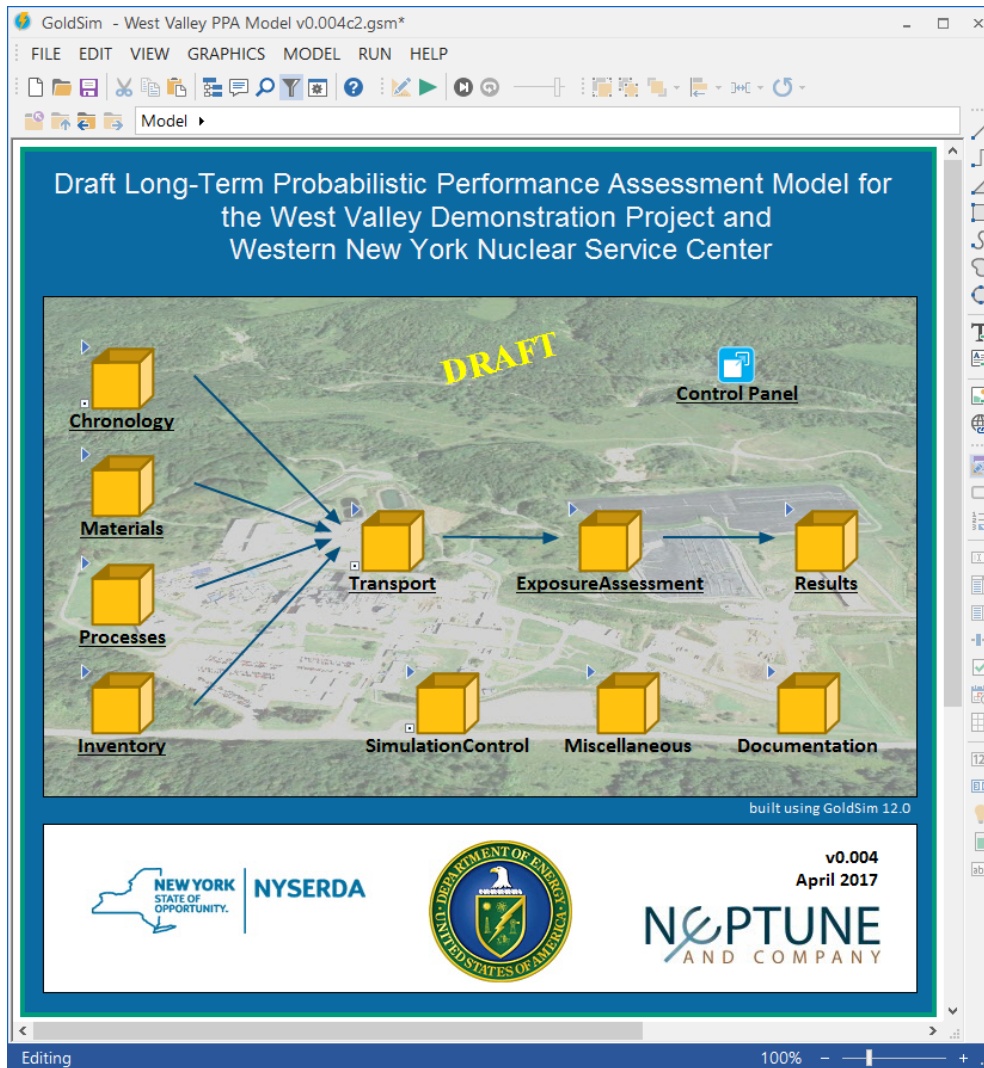 GoldSim - West Valley PPA Model v0.004c2.gsm*
FILE EDIT VIEW GRAPHICS MODEL RUN HELP
Model
Draft Long-Term Probabilistic Performance Assessment Model for
the West Valley Demonstration Project and
Western New York Nuclear Service Center
DRAFT
Control Panel
Chronology
Materials
Transport
ExposureAssessment
Results
Processes
Inventory
SimulationControl
Miscellaneous
Documentation
built using GoldSim 12.0
NEW YORK
STATE OF
OPPORTUNITY.
NYSERDA
DEPARTMENT OF ENERGY
UNITED STATES OF AMERICA
v0.004
April 2017
NEPTUNE
AND COMPANY
Editing
100%